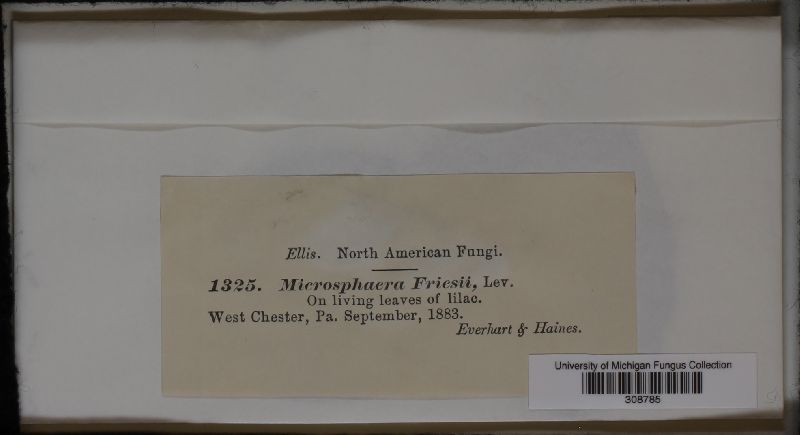 Ellis. North American Fungi.
1325. Microsphaera Friesii, Lev.
On living leaves of lilac.
West Chester, Pa. September, 1883.
Everhart & Haines.
University of Michigan Fungus Collection
308785